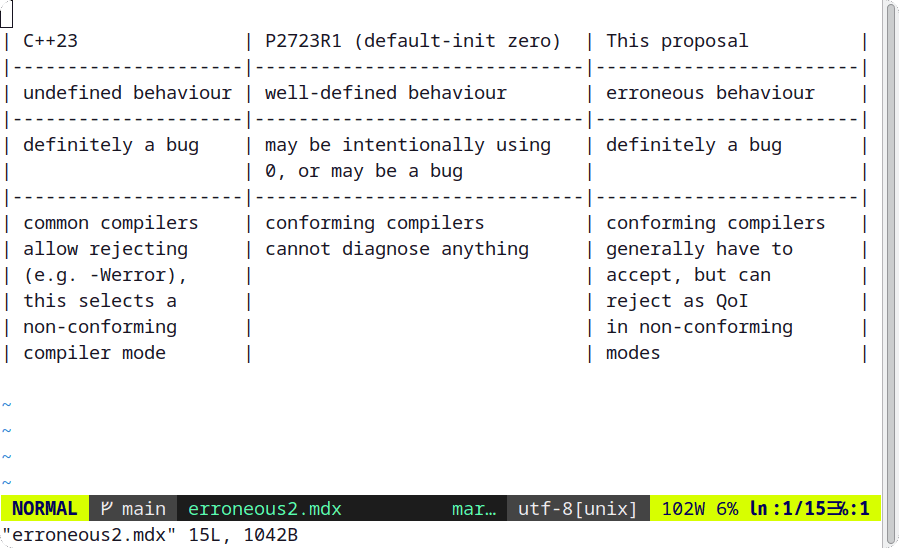 | C++23                | P2723R1 (default-init zero)  | This proposal          |
|----------------------|------------------------------|------------------------|
| undefined behaviour  | well-defined behaviour       | erroneous behaviour    |
|----------------------|------------------------------|------------------------|
| definitely a bug     | may be intentionally using   | definitely a bug       |
|                      | 0, or may be a bug           |                        |
|----------------------|------------------------------|------------------------|
| common compilers     | conforming compilers         | conforming compilers   |
| allow rejecting      | cannot diagnose anything     | generally have to      |
| (e.g. -Werror),      |                              | accept, but can        |
| this selects a       |                              | reject as QoI          |
| non-conforming       |                              | in non-conforming      |
| compiler mode        |                              | modes                  |
~
~
~
~
NORMAL main erroneous2.mdx mar… utf-8[unix] 102W 6% ln:1/15☰%:1
"erroneous2.mdx" 15L, 1042B